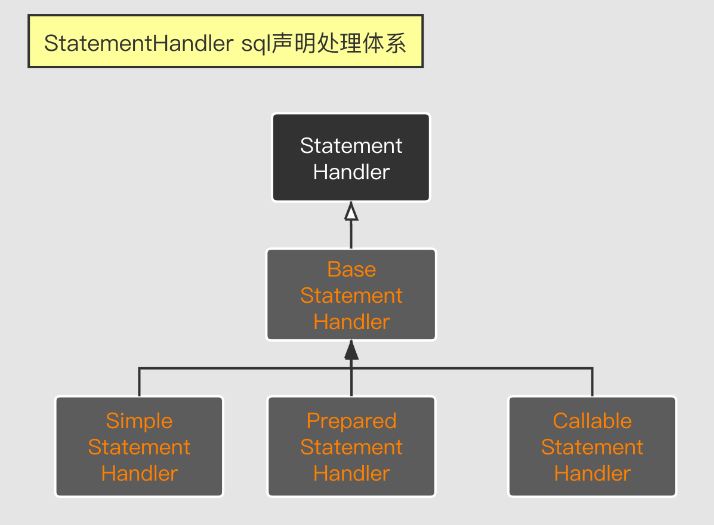 StatementHandler sql声明处理体系
Statement
Handler
Base
Statement
Handler
Simple
Statement
Handler
Prepared
Statement
Handler
Callable
Statement
Handler